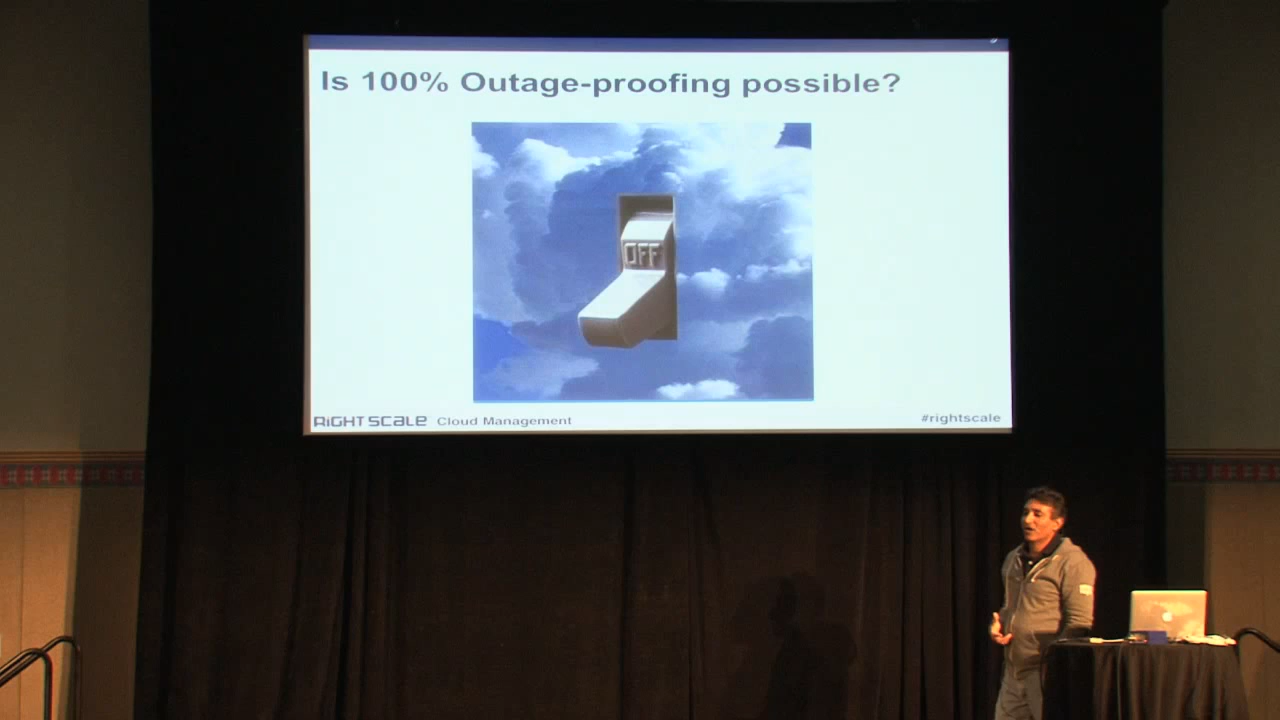 Is 100% Outage-proofing possible?
OFF
RIGHTSCALE Cloud Management
#rightscale